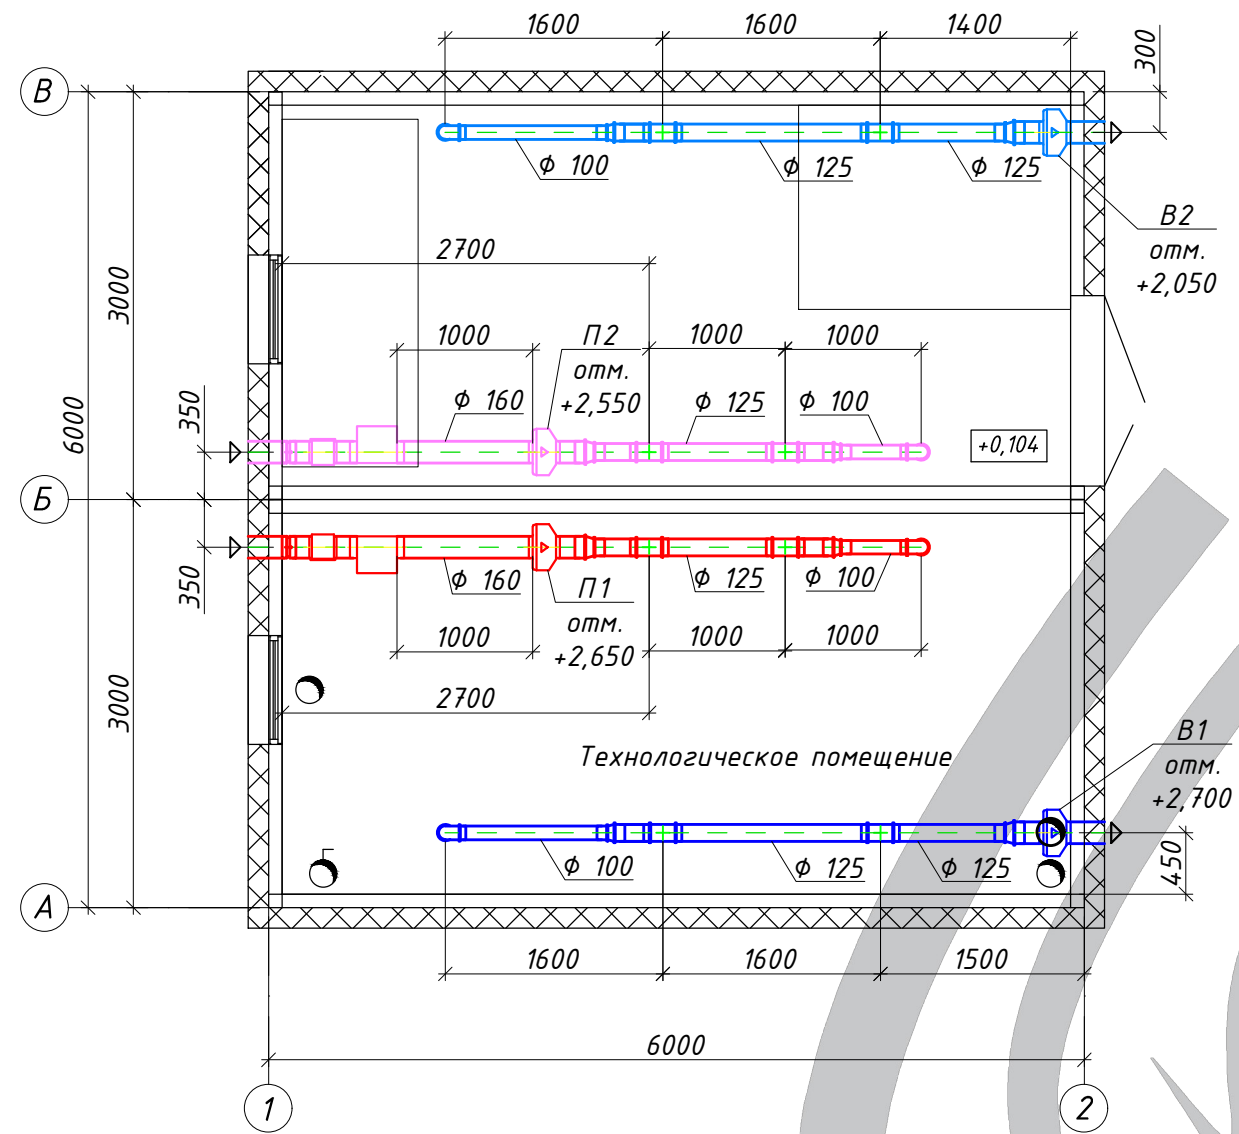 1600
1600
1400
300
В
Ф 100
Ф 125
Ф 125
В2
отм.
+2,050
2700
3000
1000
П2
отм.
+2,550
1000
1000
6000
350
Ф 160
Ф 125
Ф 100
+0,104
Б
350
Ф 160
П1
отм.
+2,650
Ф 125
Ф 100
1000
1000
1000
2700
3000
Технологическое помещение
В1
отм.
+2,700
Ф 100
Ф 125
Ф 125
450
А
1600
1600
1500
6000
1
2